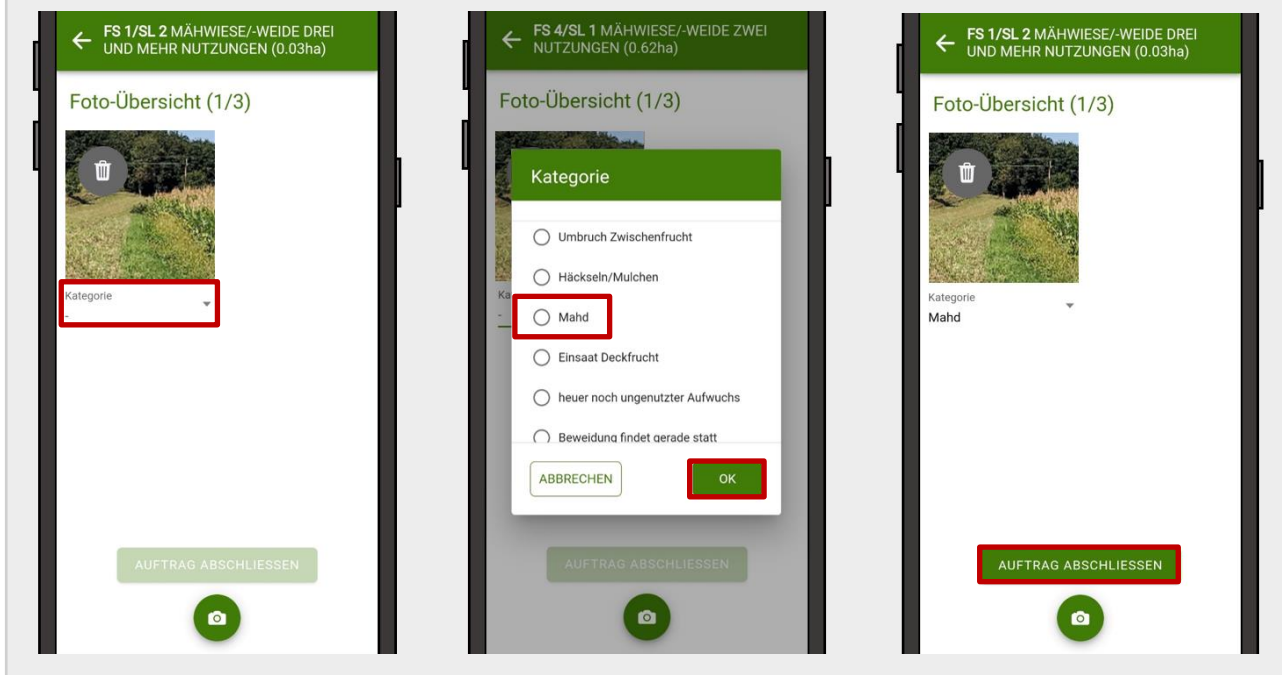 FS 1/SL 2 MÄHWIESE/-WEIDE DREI
UND MEHR NUTZUNGEN (0.03ha)
Foto-Übersicht (1/3)
Kategorie
-
AUFTRAG ABSCHLIESSEN
FS 4/SL 1 MÄHWIESE/-WEIDE ZWEI
NUTZUNGEN (0.62ha)
Foto-Übersicht (1/3)
Kategorie
Umbruch Zwischenfrucht
Häckseln/Mulchen
Ka
-
Mahd
Einsaat Deckfrucht
heuer noch ungenutzter Aufwuchs
Beweidung findet gerade statt
ABBRECHEN
OK
AUFTRAG ABSCHLIESSEN
FS 1/SL 2 MÄHWIESE/-WEIDE DREI
UND MEHR NUTZUNGEN (0.03ha)
Foto-Übersicht (1/3)
Kategorie
Mahd
AUFTRAG ABSCHLIESSEN